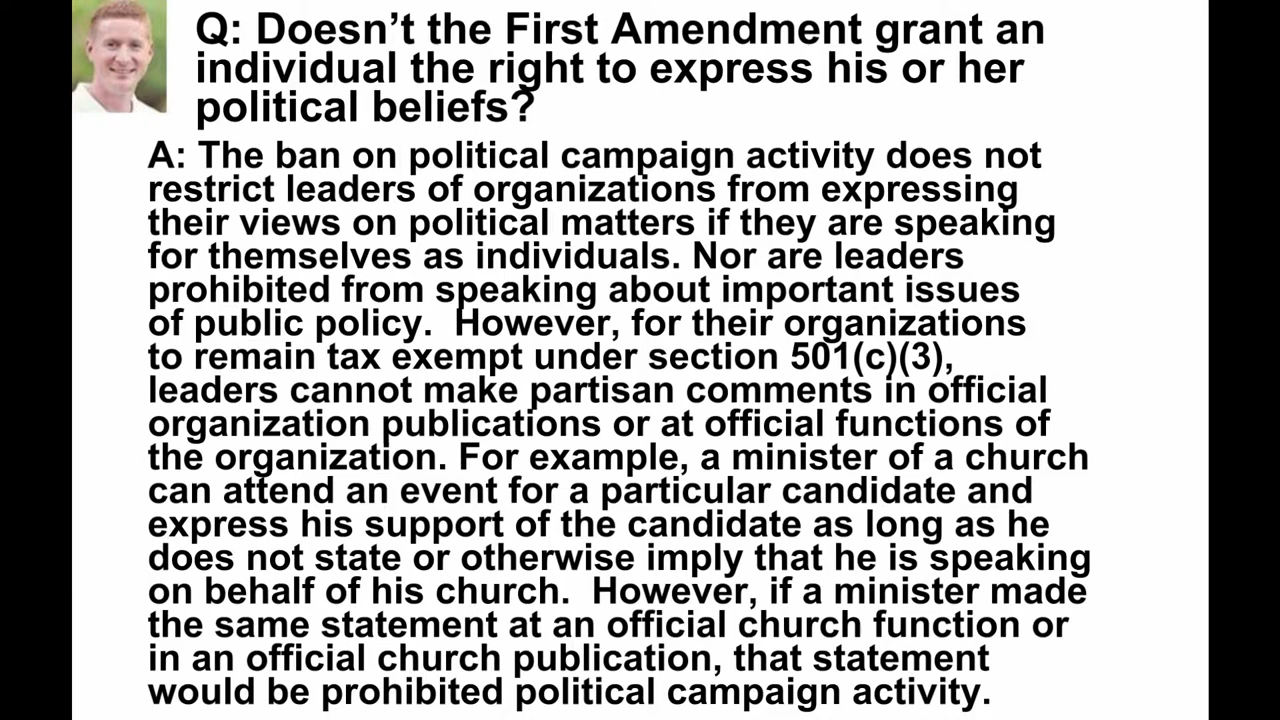 Q: Doesn’t the First Amendment grant an
individual the right to express his or her
political beliefs?
A: The ban on political campaign activity does not
restrict leaders of organizations from expressing
their views on political matters if they are speaking
for themselves as individuals. Nor are leaders
prohibited from speaking about important issues
of public policy.  However, for their organizations
to remain tax exempt under section 501(c)(3),
leaders cannot make partisan comments in official
organization publications or at official functions of
the organization. For example, a minister of a church
can attend an event for a particular candidate and
express his support of the candidate as long as he
does not state or otherwise imply that he is speaking
on behalf of his church.  However, if a minister made
the same statement at an official church function or
in an official church publication, that statement
would be prohibited political campaign activity.